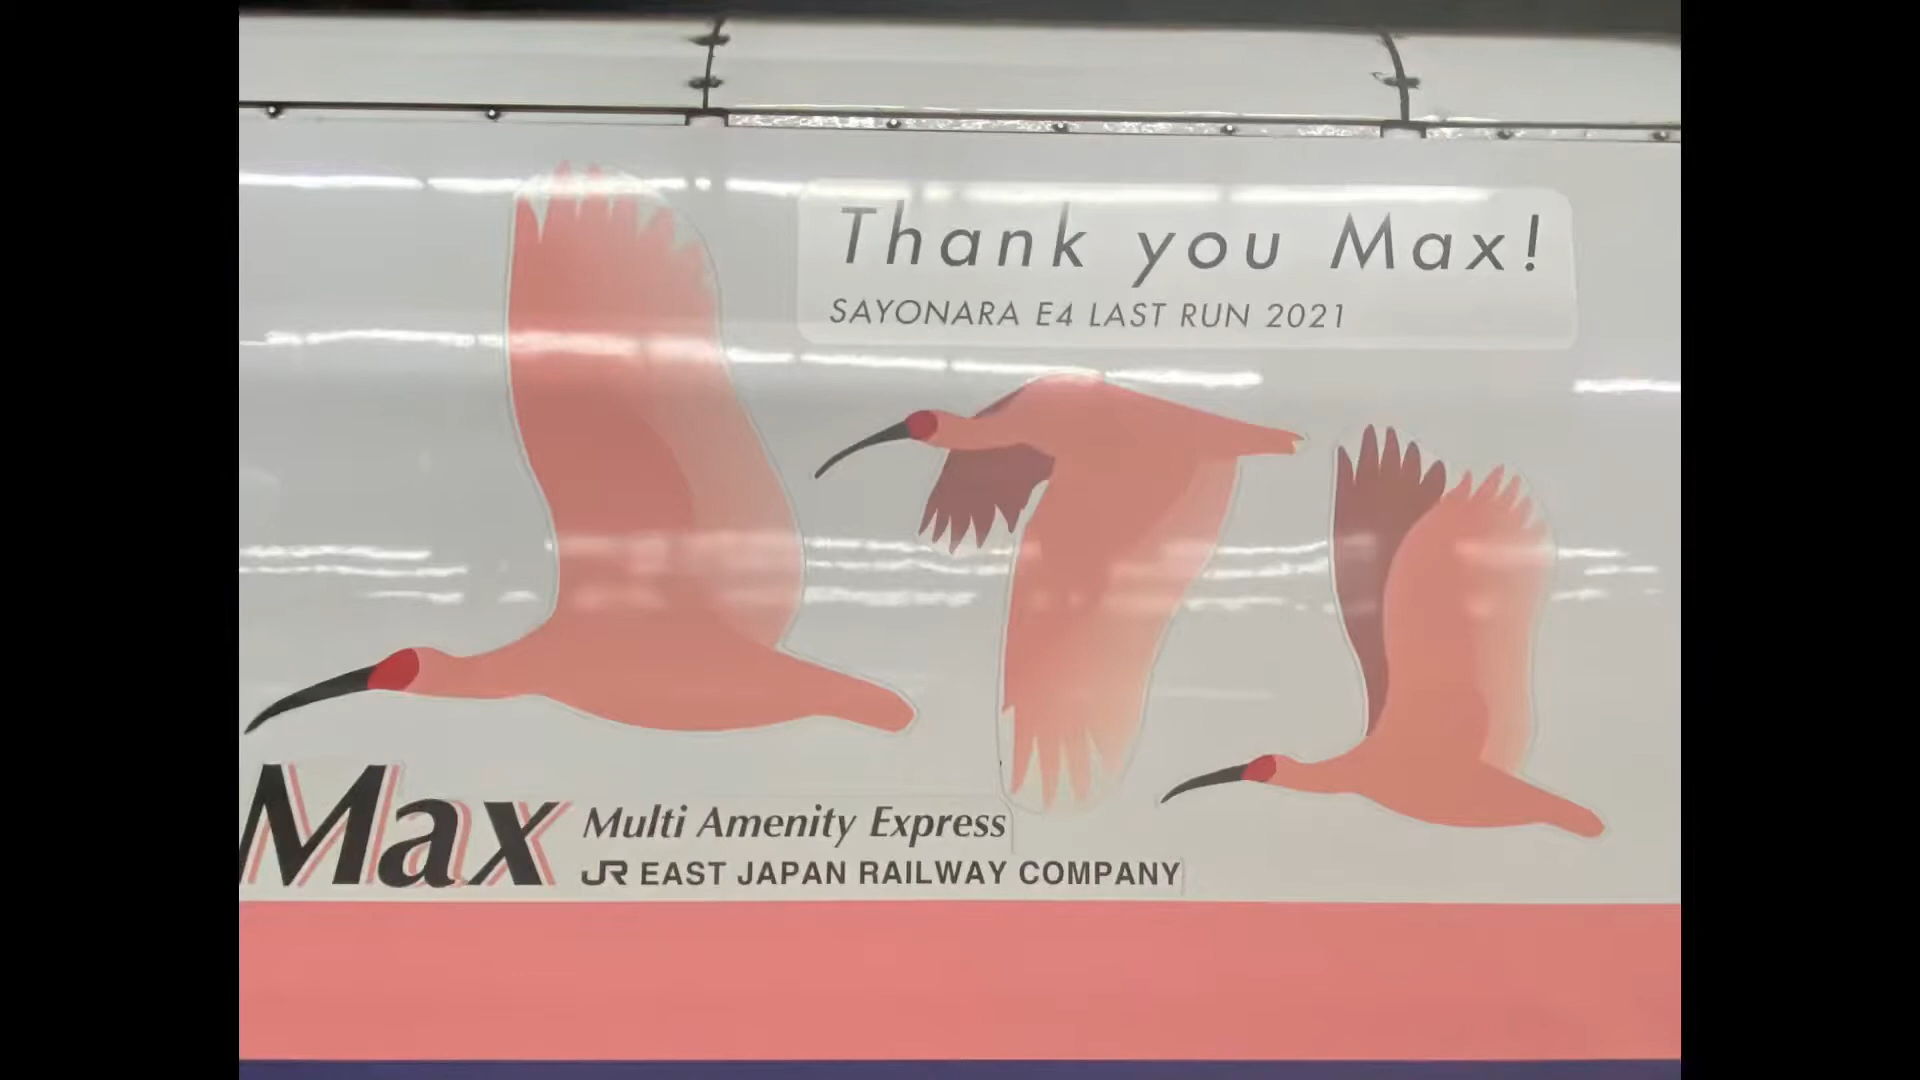 Thank you Max!
SAYONARA E4 LAST RUN 2021
Max Multi Amenity Express
JR EAST JAPAN RAILWAY COMPANY